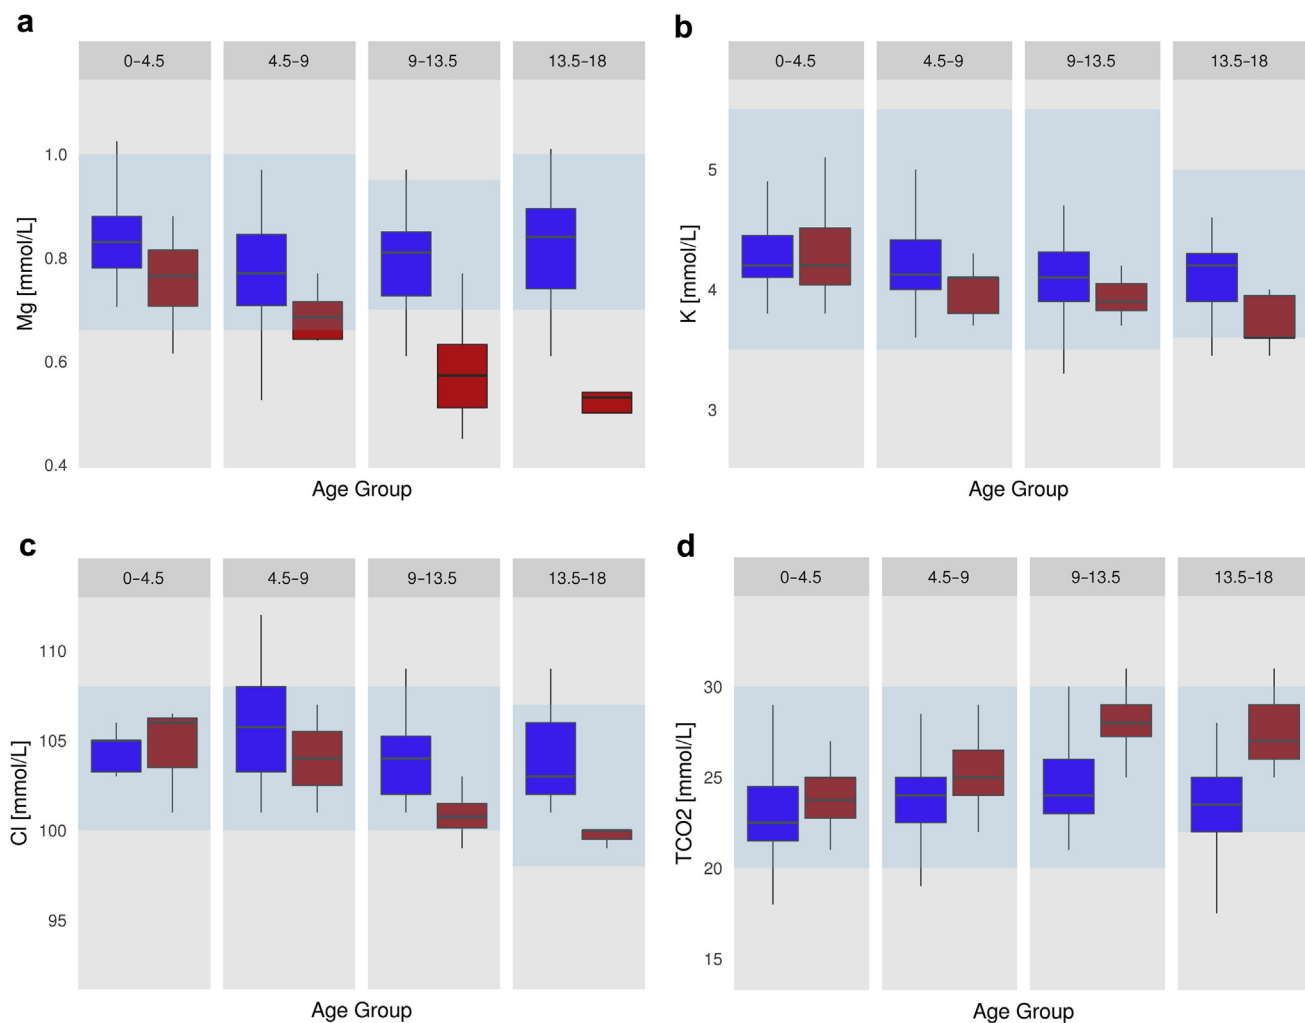 a
0-4.5 4.5-9 9-13.5 13.5-18
1.0
0.8
0.6
0.4
Mg [mmol/L]
Age Group
b
0-4.5 4.5-9 9-13.5 13.5-18
5
4
3
K [mmol/L]
Age Group
c
0-4.5 4.5-9 9-13.5 13.5-18
110
105
100
95
Cl [mmol/L]
Age Group
d
0-4.5 4.5-9 9-13.5 13.5-18
30
25
20
15
TCO2 [mmol/L]
Age Group